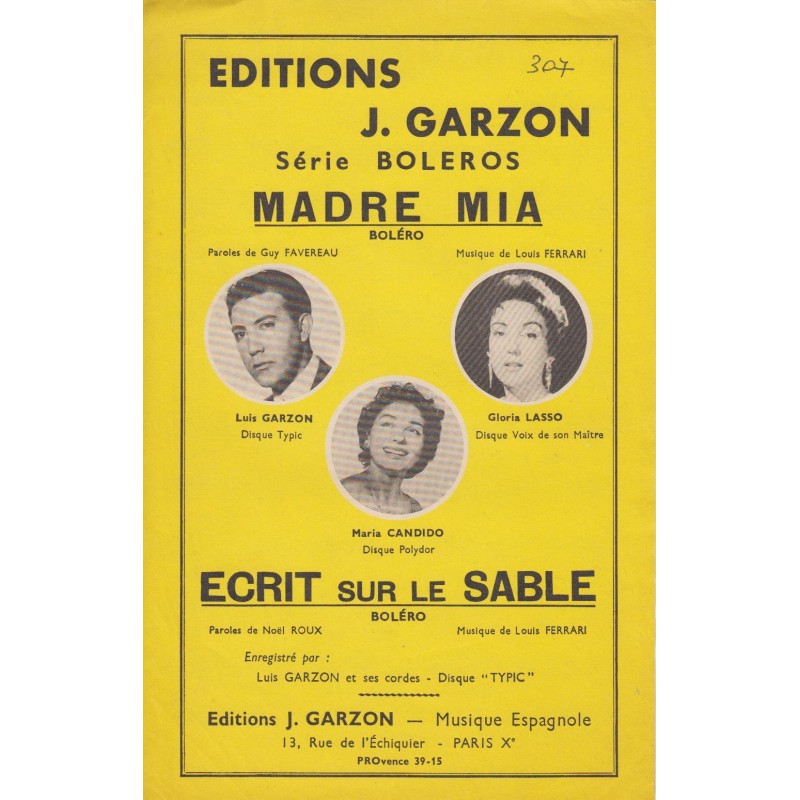 307
EDITIONS
J. GARZON
Série BOLEROS
MADRE MIA
BOLÉRO
Paroles de Guy FAVEREAU
Musique de Louis FERRARI
Luis GARZON
Disque Typic
Gloria LASSO
Disque Voix de son Maître
Maria CANDIDO
Disque Polydor
ECRIT SUR LE SABLE
BOLÉRO
Paroles de Noël ROUX
Musique de Louis FERRARI
Enregistré par :
Luis GARZON et ses cordes - Disque "TYPIC"
Editions J. GARZON — Musique Espagnole
13, Rue de l'Échiquier - PARIS Xe
PROvence 39-15